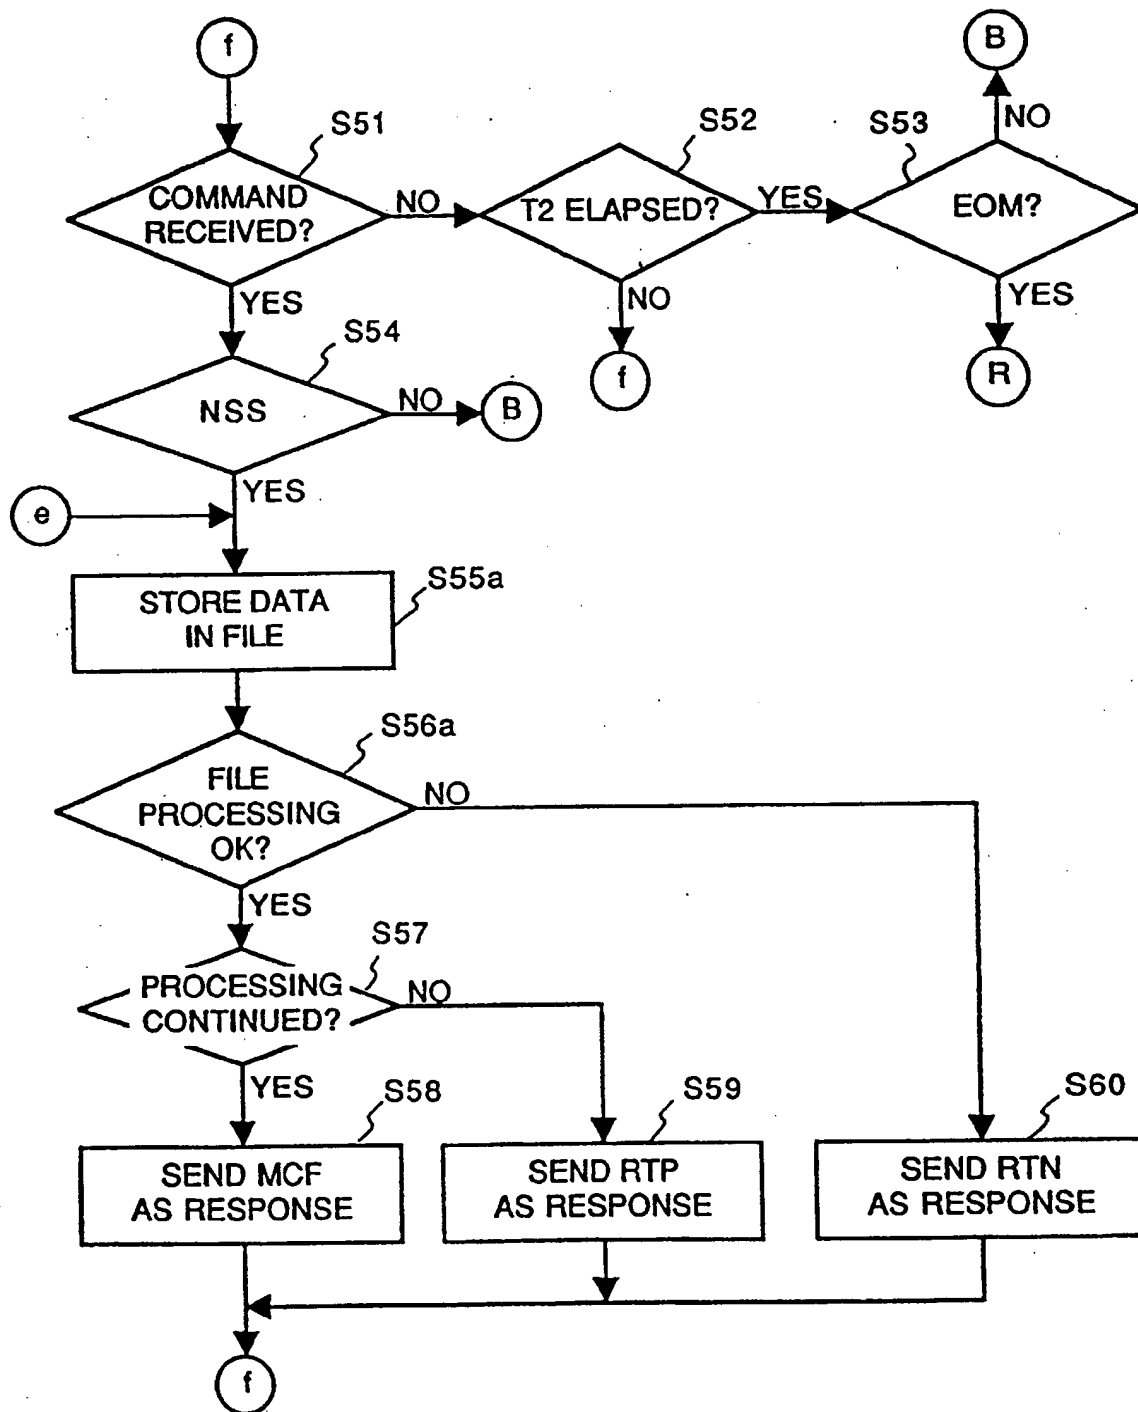 f
B
S51
S52
S53
NO
COMMAND
RECEIVED?
NO
T2 ELAPSED?
YES
EOM?
YES
NO
YES
S54
f
R
NSS
NO
B
YES
e
S55a
STORE DATA
IN FILE
S56a
FILE
PROCESSING
OK?
NO
YES
S57
PROCESSING
CONTINUED?
NO
YES
S58
S59
S60
SEND MCF
AS RESPONSE
SEND RTP
AS RESPONSE
SEND RTN
AS RESPONSE
f